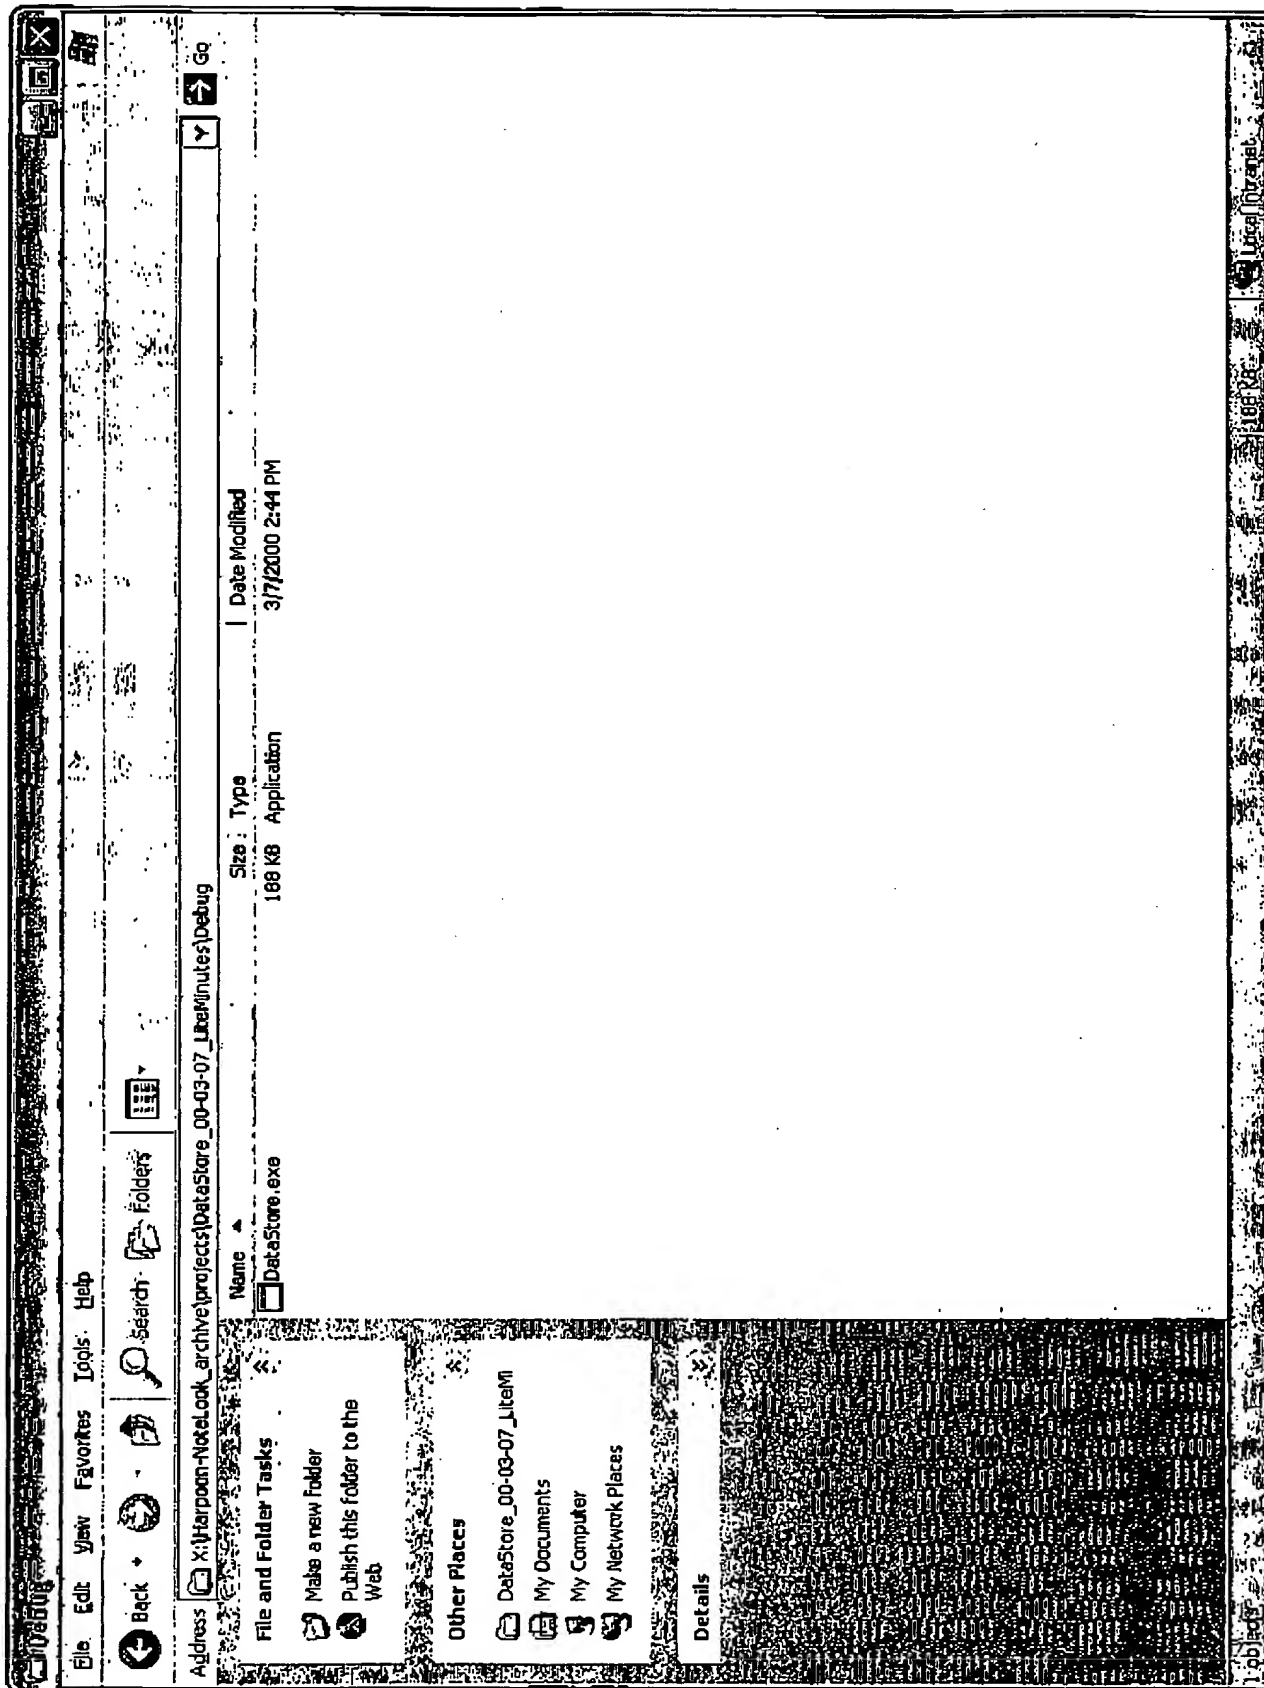 Debug
File Edit View Favorites Tools Help
Back Search Folders
Address X:\Harpoon-NoteLook_archive\projects\DataStore_00-03-07_LiteMinutes\Debug Go
File and Folder Tasks
Make a new folder
Publish this folder to the
Web
Other Places
DataStore_00-03-07_LiteMi
My Documents
My Computer
My Network Places
Details
Name Size Type Date Modified
DataStore.exe 188 KB Application 3/7/2000 2:44 PM
1 objects 188 KB Local intranet